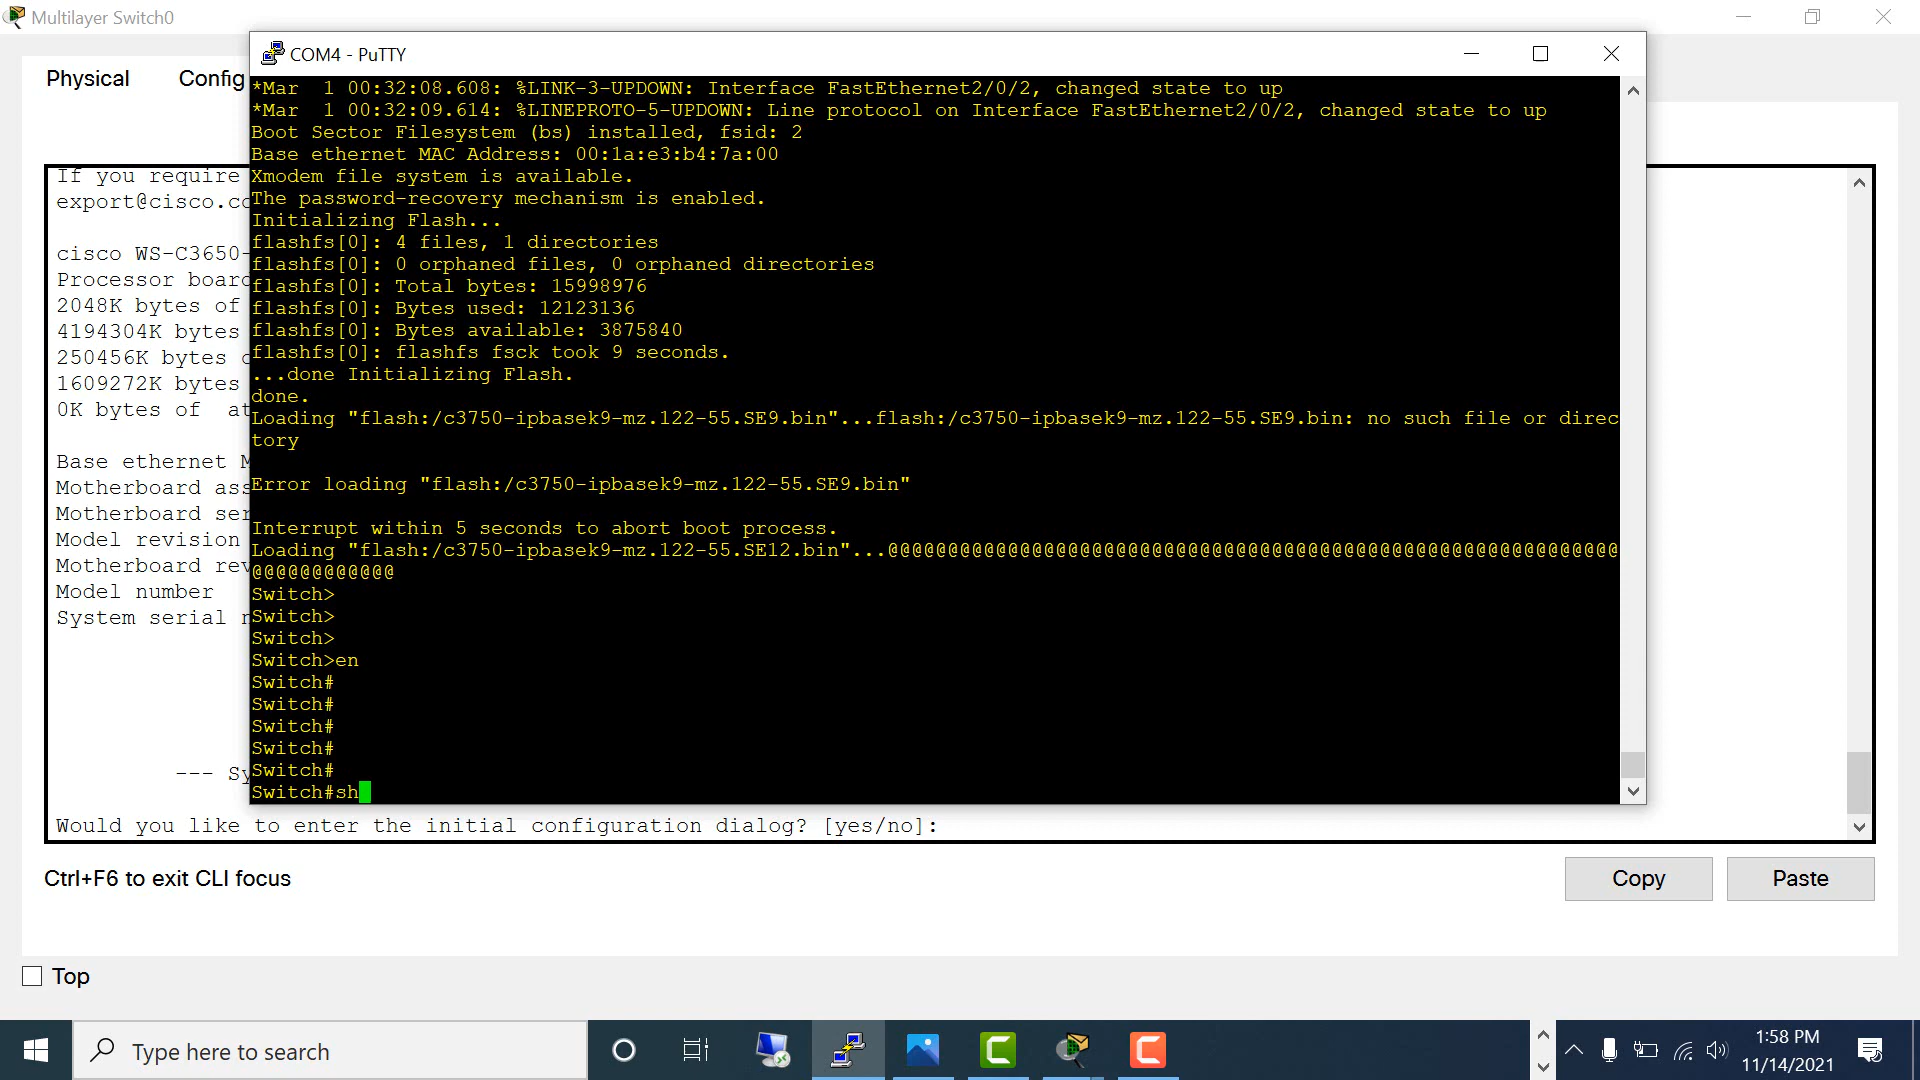 Multilayer Switch0
Physical Config
COM4 - PuTTY
*Mar  1 00:32:08.608: %LINK-3-UPDOWN: Interface FastEthernet2/0/2, changed state to up
*Mar  1 00:32:09.614: %LINEPROTO-5-UPDOWN: Line protocol on Interface FastEthernet2/0/2, changed state to up
Boot Sector Filesystem (bs) installed, fsid: 2
Base ethernet MAC Address: 00:1a:e3:b4:7a:00
Xmodem file system is available.
The password-recovery mechanism is enabled.
Initializing Flash...
flashfs[0]: 4 files, 1 directories
flashfs[0]: 0 orphaned files, 0 orphaned directories
flashfs[0]: Total bytes: 15998976
flashfs[0]: Bytes used: 12123136
flashfs[0]: Bytes available: 3875840
flashfs[0]: flashfs fsck took 9 seconds.
...done Initializing Flash.
done.
Loading "flash:/c3750-ipbasek9-mz.122-55.SE9.bin"...flash:/c3750-ipbasek9-mz.122-55.SE9.bin: no such file or direc
tory
Error loading "flash:/c3750-ipbasek9-mz.122-55.SE9.bin"
Interrupt within 5 seconds to abort boot process.
Loading "flash:/c3750-ipbasek9-mz.122-55.SE12.bin"...@@@@@@@@@@@@@@@@@@@@@@@@@@@@@@@@@@@@@@@@@@@@@@@@@@@@@@@@@@@@@
@@@@@@@@@@@@
Switch>
Switch>
Switch>
Switch>en
Switch#
Switch#
Switch#
Switch#
Switch#
Switch#sh
If you require
export@cisco.co
cisco WS-C3650-
Processor board
2048K bytes of
4194304K bytes
250456K bytes o
1609272K bytes
0K bytes of  at
Base ethernet M
Motherboard ass
Motherboard ser
Model revision
Motherboard rev
Model number
System serial n
--- Sy
Would you like to enter the initial configuration dialog? [yes/no]:
Ctrl+F6 to exit CLI focus
Copy
Paste
Top
Type here to search
1:58 PM
11/14/2021